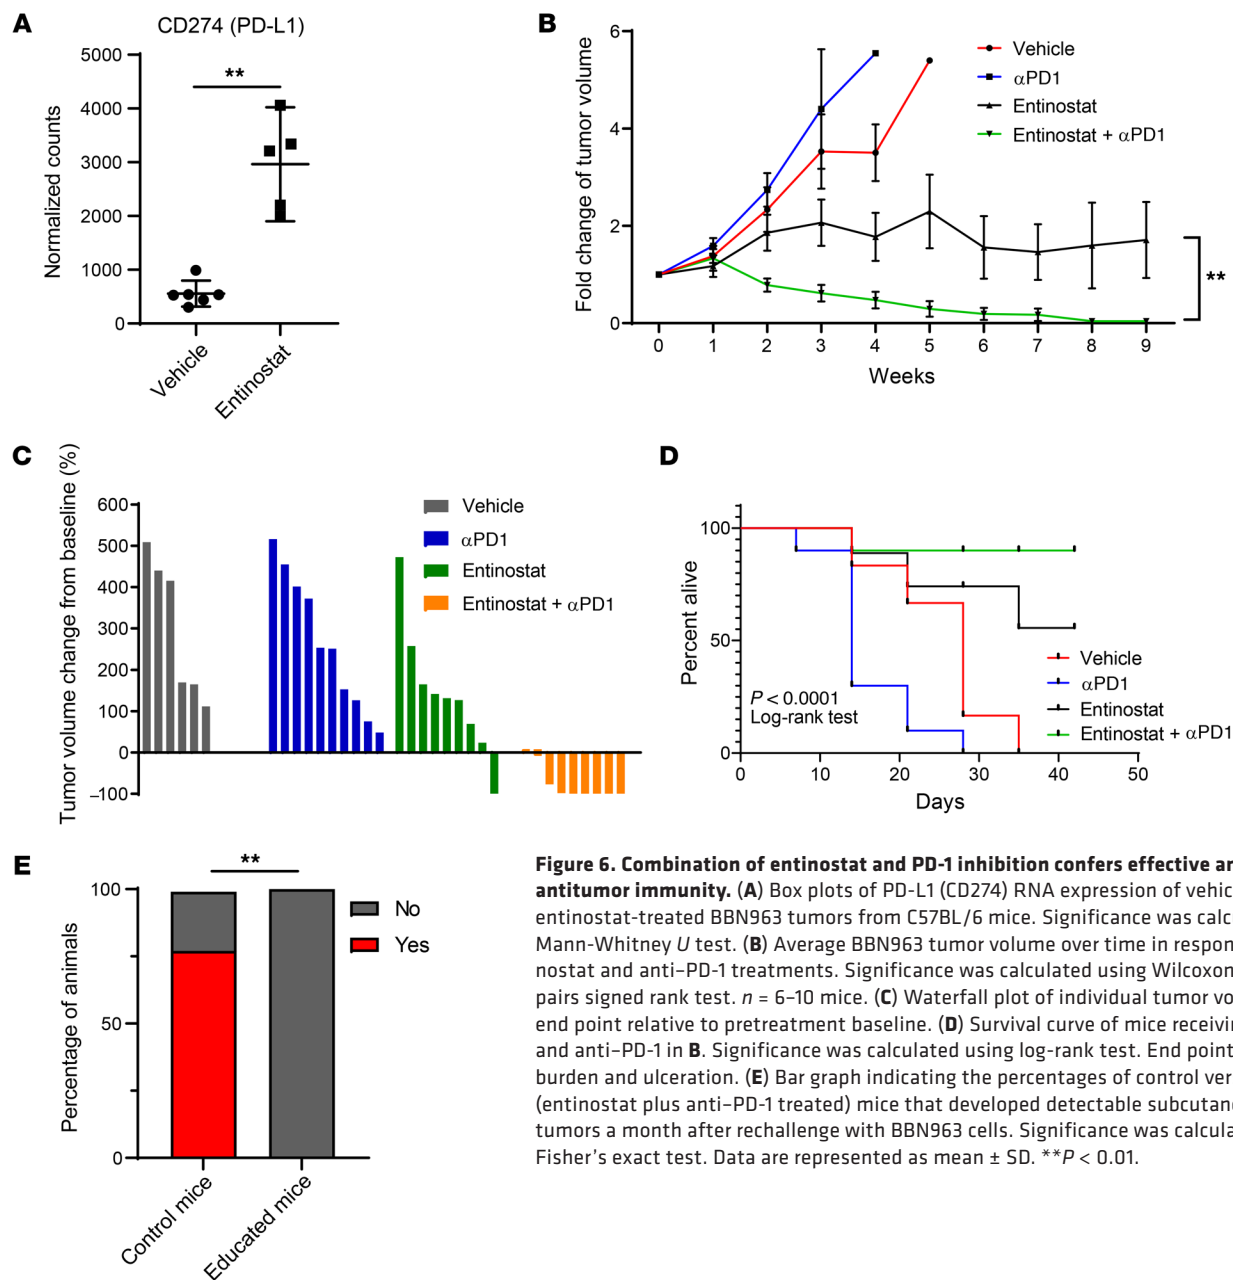 A
CD274 (PD-L1)
**
Normalized counts
5000
4000
3000
2000
1000
0
Vehicle
Entinostat
B
Fold change of tumor volume
6
4
2
0
Vehicle
αPD1
Entinostat
Entinostat + αPD1
**
0 1 2 3 4 5 6 7 8 9
Weeks
C
Tumor volume change from baseline (%)
600
500
400
300
200
100
0
–100
Vehicle
αPD1
Entinostat
Entinostat + αPD1
D
Percent alive
100
50
0
P < 0.0001
Log-rank test
Vehicle
αPD1
Entinostat
Entinostat + αPD1
0 10 20 30 40 50
Days
E
**
Percentage of animals
100
50
0
No
Yes
Control mice
Educated mice
Figure 6. Combination of entinostat and PD-1 inhibition confers effective
antitumor immunity. (A) Box plots of PD-L1 (CD274) RNA expression of
entinostat-treated BBN963 tumors from C57BL/6 mice. Significance was
Mann-Whitney U test. (B) Average BBN963 tumor volume over time in
nostat and anti–PD-1 treatments. Significance was calculated using Wilcoxon
pairs signed rank test. n = 6–10 mice. (C) Waterfall plot of individual tumor
end point relative to pretreatment baseline. (D) Survival curve of mice
and anti–PD-1 in B. Significance was calculated using log-rank test. End point
burden and ulceration. (E) Bar graph indicating the percentages of control
(entinostat plus anti–PD-1 treated) mice that developed detectable
tumors a month after rechallenge with BBN963 cells. Significance was
Fisher's exact test. Data are represented as mean ± SD. **P < 0.01.